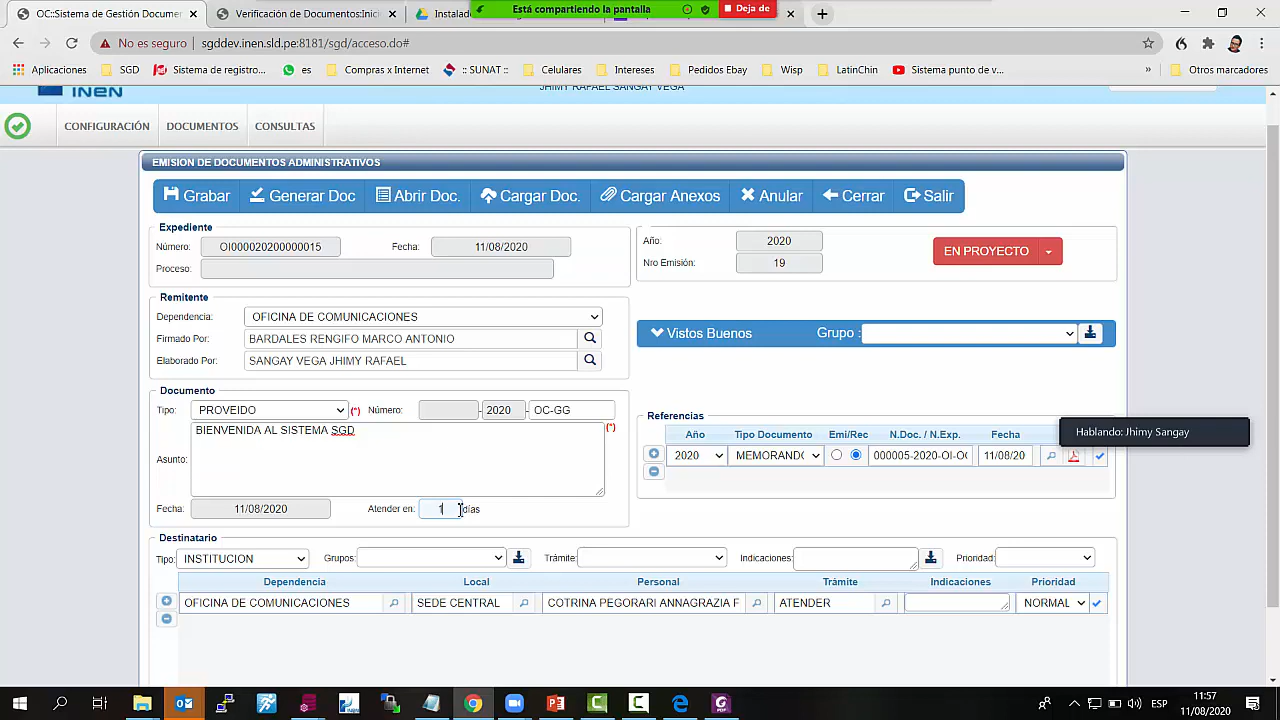 OC::Sistema de Gestión Documen
Verificación de Documentos:Inici
Instalad
Está compartiendo la pantalla
Deja de
No es seguro
sgddev.inen.sld.pe:8181/sgd/acceso.do#
Aplicaciones
SGD
Sistema de registro...
es
Compras x Internet
:: SUNAT ::
Celulares
Intereses
Pedidos Ebay
Wisp
LatinChin
Sistema punto de v...
»
Otros marcadores
INEN
JHIMY RAFAEL SANGAY VEGA
CONFIGURACIÓN
DOCUMENTOS
CONSULTAS
EMISION DE DOCUMENTOS ADMINISTRATIVOS
Grabar
Generar Doc
Abrir Doc.
Cargar Doc.
Cargar Anexos
Anular
Cerrar
Salir
Expediente
Número: OI000020200000015 Fecha: 11/08/2020
Proceso:
Año: 2020
Nro Emisión: 19
EN PROYECTO
Remitente
Dependencia: OFICINA DE COMUNICACIONES
Firmado Por: BARDALES RENGIFO MARCO ANTONIO
Elaborado Por: SANGAY VEGA JHIMY RAFAEL
Vistos Buenos Grupo :
Documento
Tipo: PROVEIDO (*) Número: - 2020 OC-GG
BIENVENIDA AL SISTEMA SGD (*)
Asunto:
Fecha: 11/08/2020 Atender en: 1 días
Referencias
Año Tipo Documento Emi/Rec N.Doc. / N.Exp. Fecha
2020 MEMORANDO 000005-2020-OI-O 11/08/20
Hablando: Jhimy Sangay
Destinatario
Tipo: INSTITUCION Grupos: Trámite: Indicaciones: Prioridad:
Dependencia Local Personal Trámite Indicaciones Prioridad
OFICINA DE COMUNICACIONES SEDE CENTRAL COTRINA PEGORARI ANNAGRAZIA F ATENDER NORMAL
ESP
11:57
11/08/2020